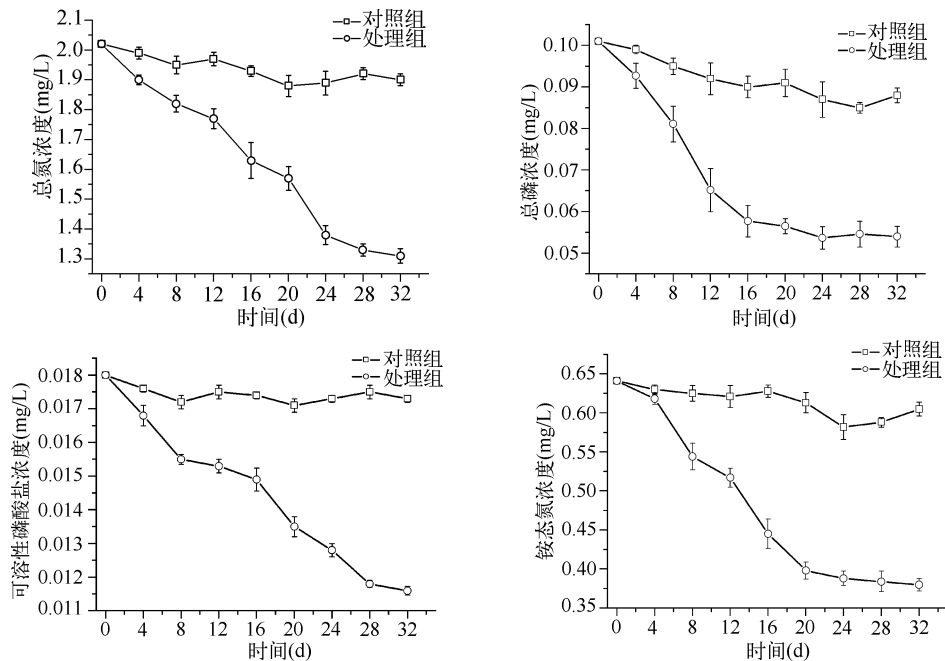 对照组
处理组
总氮浓度(mg/L)
2.1
2.0
1.9
1.8
1.7
1.6
1.5
1.4
1.3
0 4 8 12 16 20 24 28 32
时间(d)
对照组
处理组
总磷浓度(mg/L)
0.10
0.09
0.08
0.07
0.06
0.05
0 4 8 12 16 20 24 28 32
时间(d)
对照组
处理组
可溶性磷酸盐浓度(mg/L)
0.018
0.017
0.016
0.015
0.014
0.013
0.012
0.011
0 4 8 12 16 20 24 28 32
时间(d)
对照组
处理组
铵态氮浓度(mg/L)
0.65
0.60
0.55
0.50
0.45
0.40
0.35
0 4 8 12 16 20 24 28 32
时间(d)